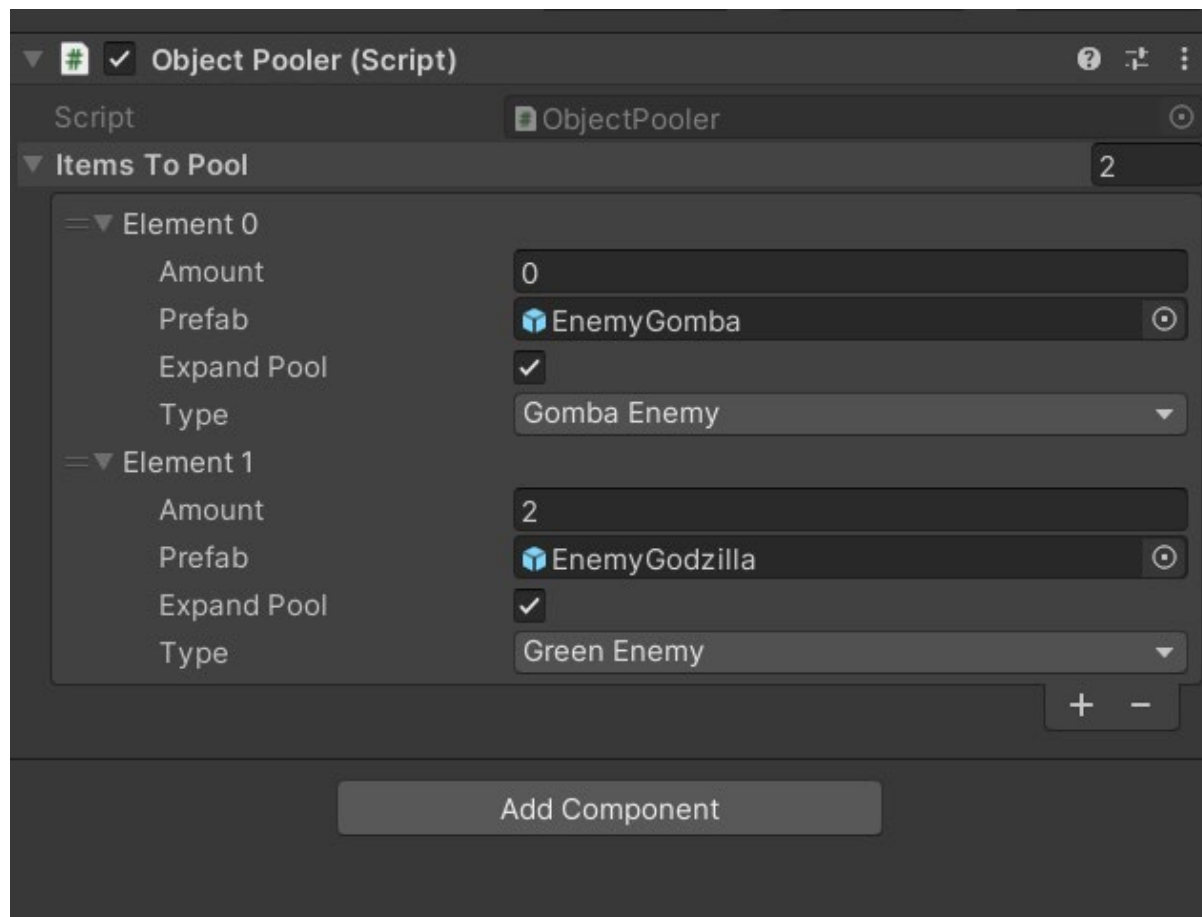 Object Pooler (Script)
Script ObjectPooler
Items To Pool 2
Element 0
Amount 0
Prefab EnemyGomba
Expand Pool
Type Gomba Enemy
Element 1
Amount 2
Prefab EnemyGodzilla
Expand Pool
Type Green Enemy
+ −
Add Component